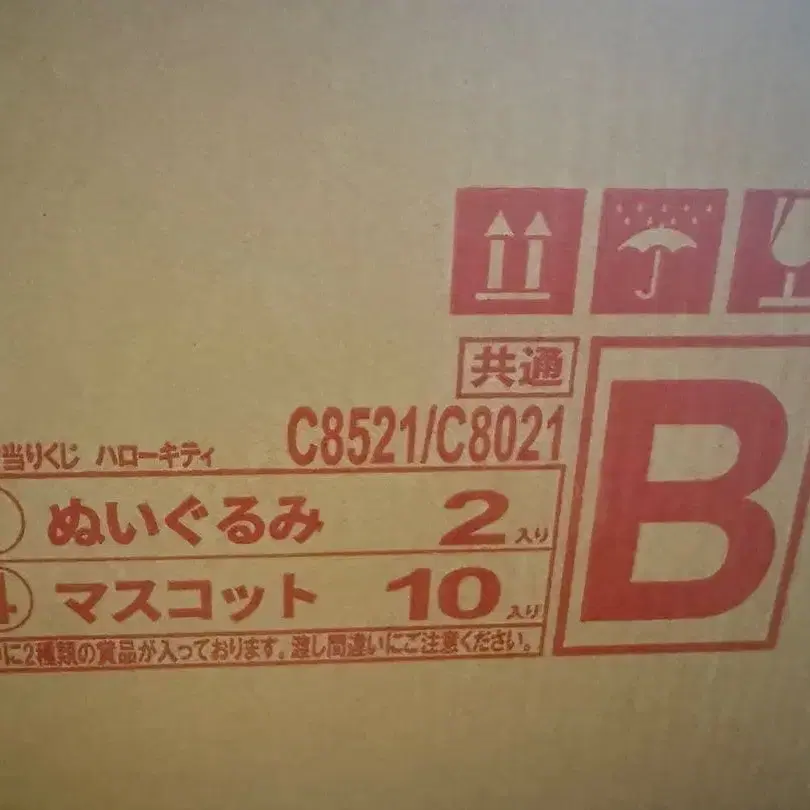 共通
当りくじ ハローキティ C8521/C8021
B
ぬいぐるみ 2入り
4 マスコット 10入り
に2種類の賞品が入っております。渡し間違いにご注意ください。